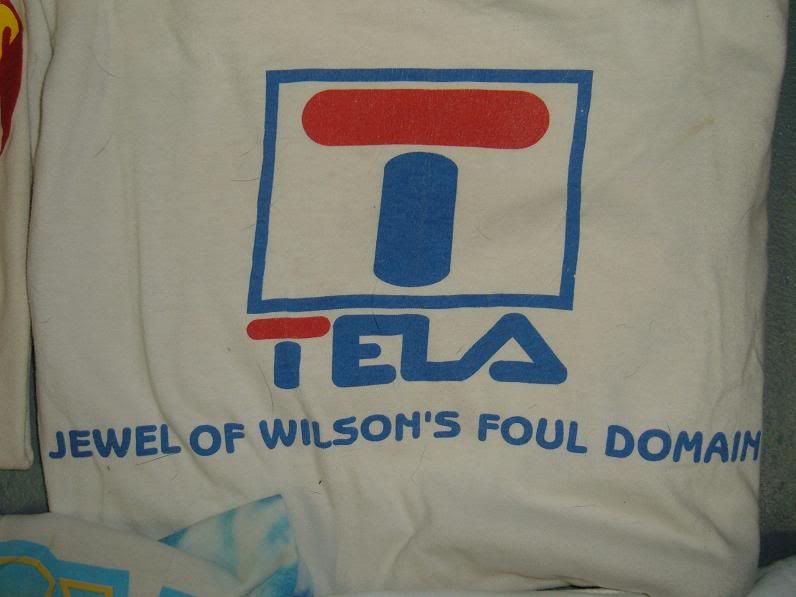 T
TELA
JEWEL OF WILSON'S FOUL DOMAIN